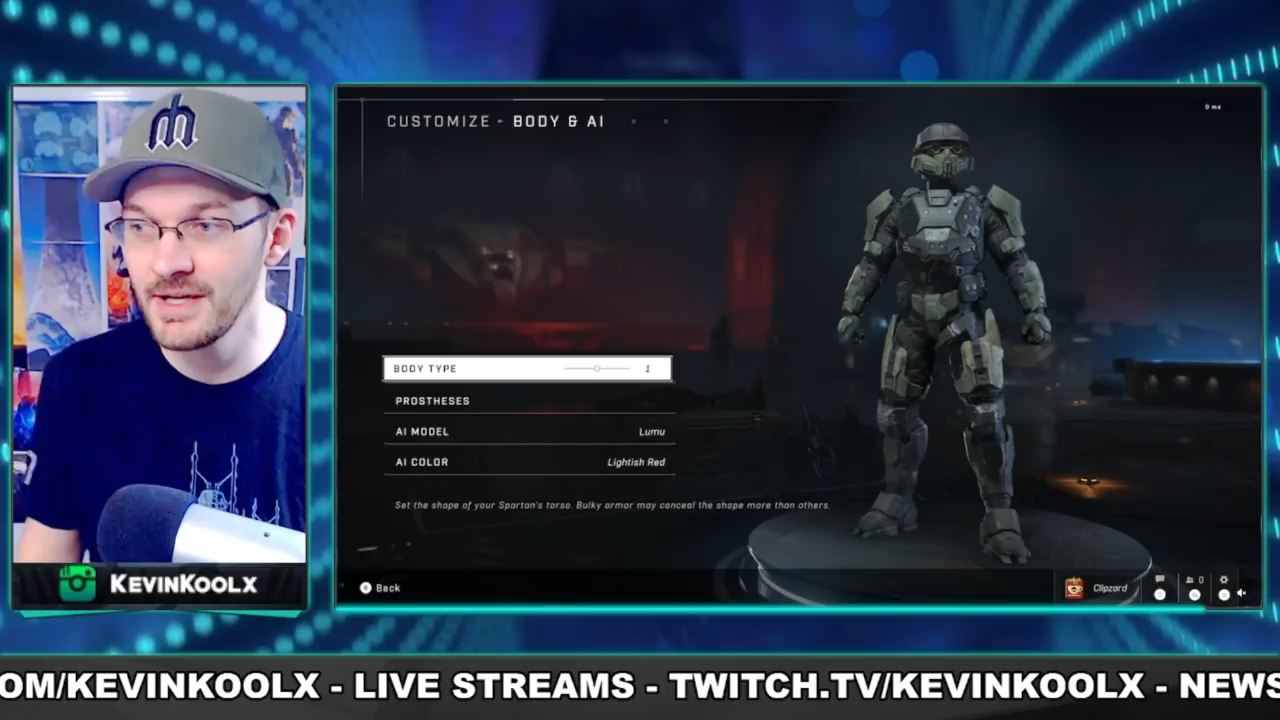 CUSTOMIZE - BODY & AI
0 ms
BODY TYPE 1
PROSTHESES
AI MODEL Lumu
AI COLOR Lightish Red
Set the shape of your Spartan's torso. Bulky armor may conceal the shape more than others.
Back
Clipzard
0
KEVINKOOLX
OM/KEVINKOOLX - LIVE STREAMS - TWITCH.TV/KEVINKOOLX - NEWS